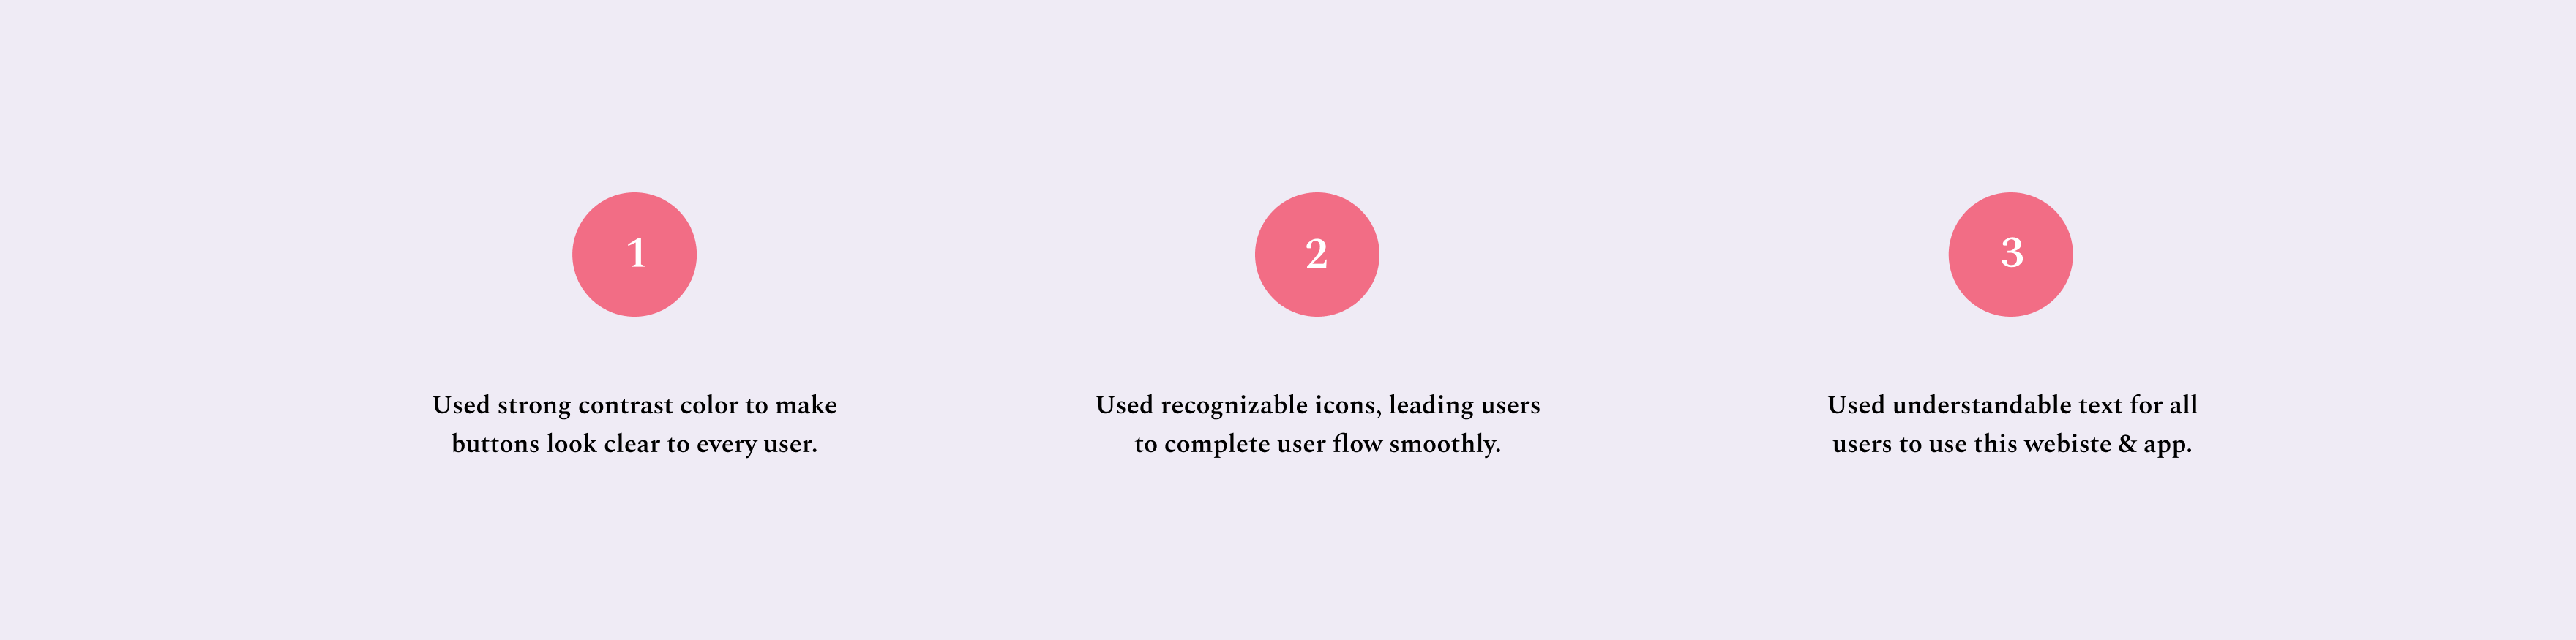 1
Used strong contrast color to make
buttons look clear to every user.
2
Used recognizable icons, leading users
to complete user flow smoothly.
3
Used understandable text for all
users to use this webiste & app.